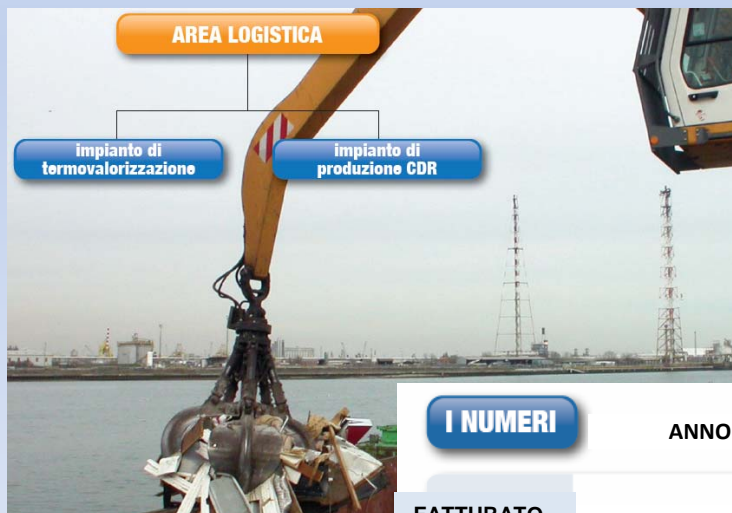 AREA LOGISTICA
impianto di
termovalorizzazione
impianto di
produzione CDR
I NUMERI
ANNO
FATTURATO